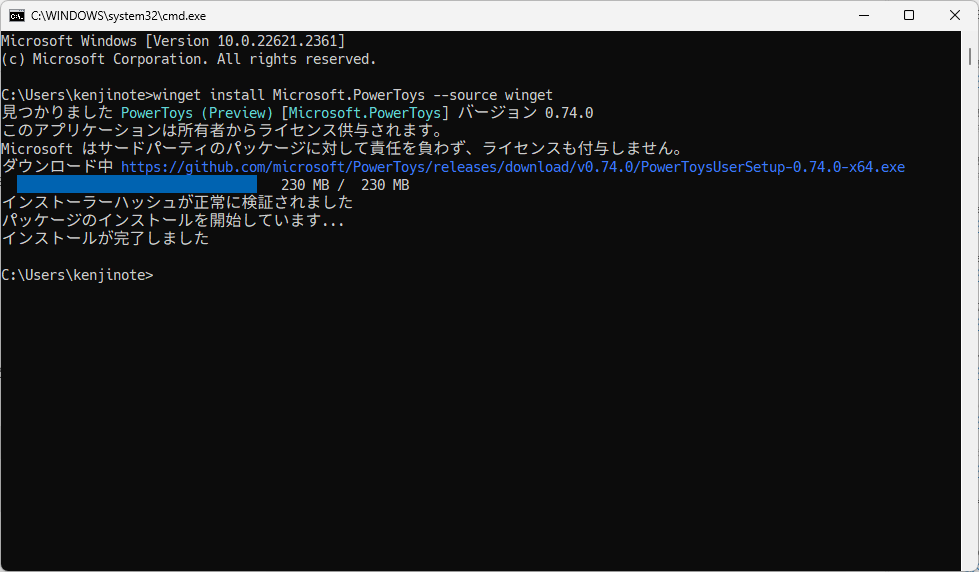 C:\WINDOWS\system32\cmd.exe
Microsoft Windows [Version 10.0.22621.2361]
(c) Microsoft Corporation. All rights reserved.
C:\Users\kenjinote>winget install Microsoft.PowerToys --source winget
見つかりました PowerToys (Preview) [Microsoft.PowerToys] バージョン 0.74.0
このアプリケーションは所有者からライセンス供与されます。
Microsoft はサードパーティのパッケージに対して責任を負わず、ライセンスも付与しません。
ダウンロード中 https://github.com/microsoft/PowerToys/releases/download/v0.74.0/PowerToysUserSetup-0.74.0-x64.exe
230 MB / 230 MB
インストーラーハッシュが正常に検証されました
パッケージのインストールを開始しています...
インストールが完了しました
C:\Users\kenjinote>